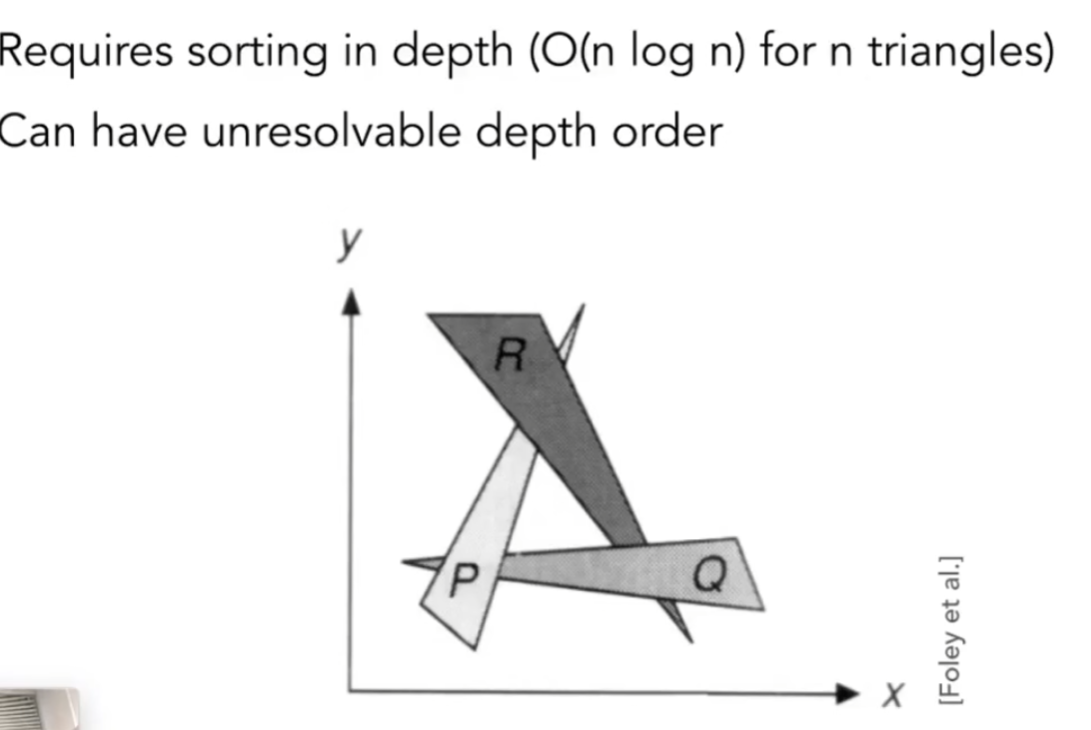 Requires sorting in depth (O(n log n) for n triangles)
Can have unresolvable depth order
y
R
P
Q
x
[Foley et al.]